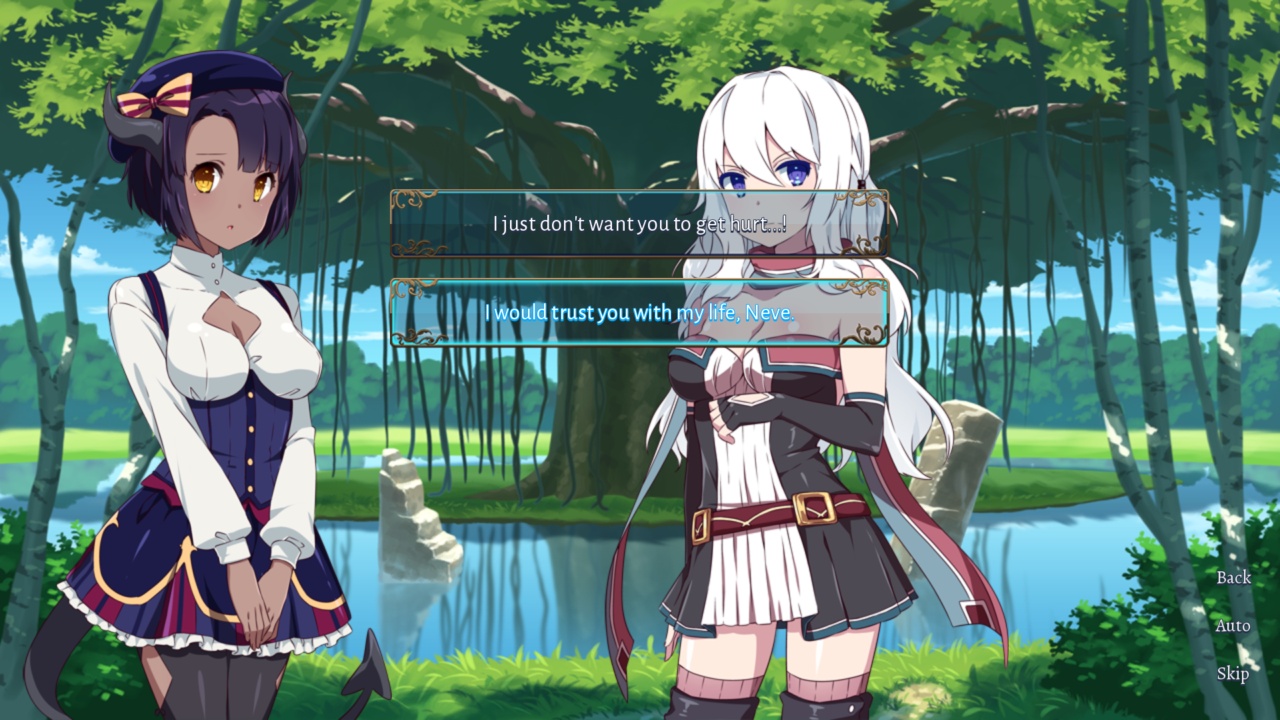 I just don't want you to get hurt...!
I would trust you with my life, Neve.
Back
Auto
Skip